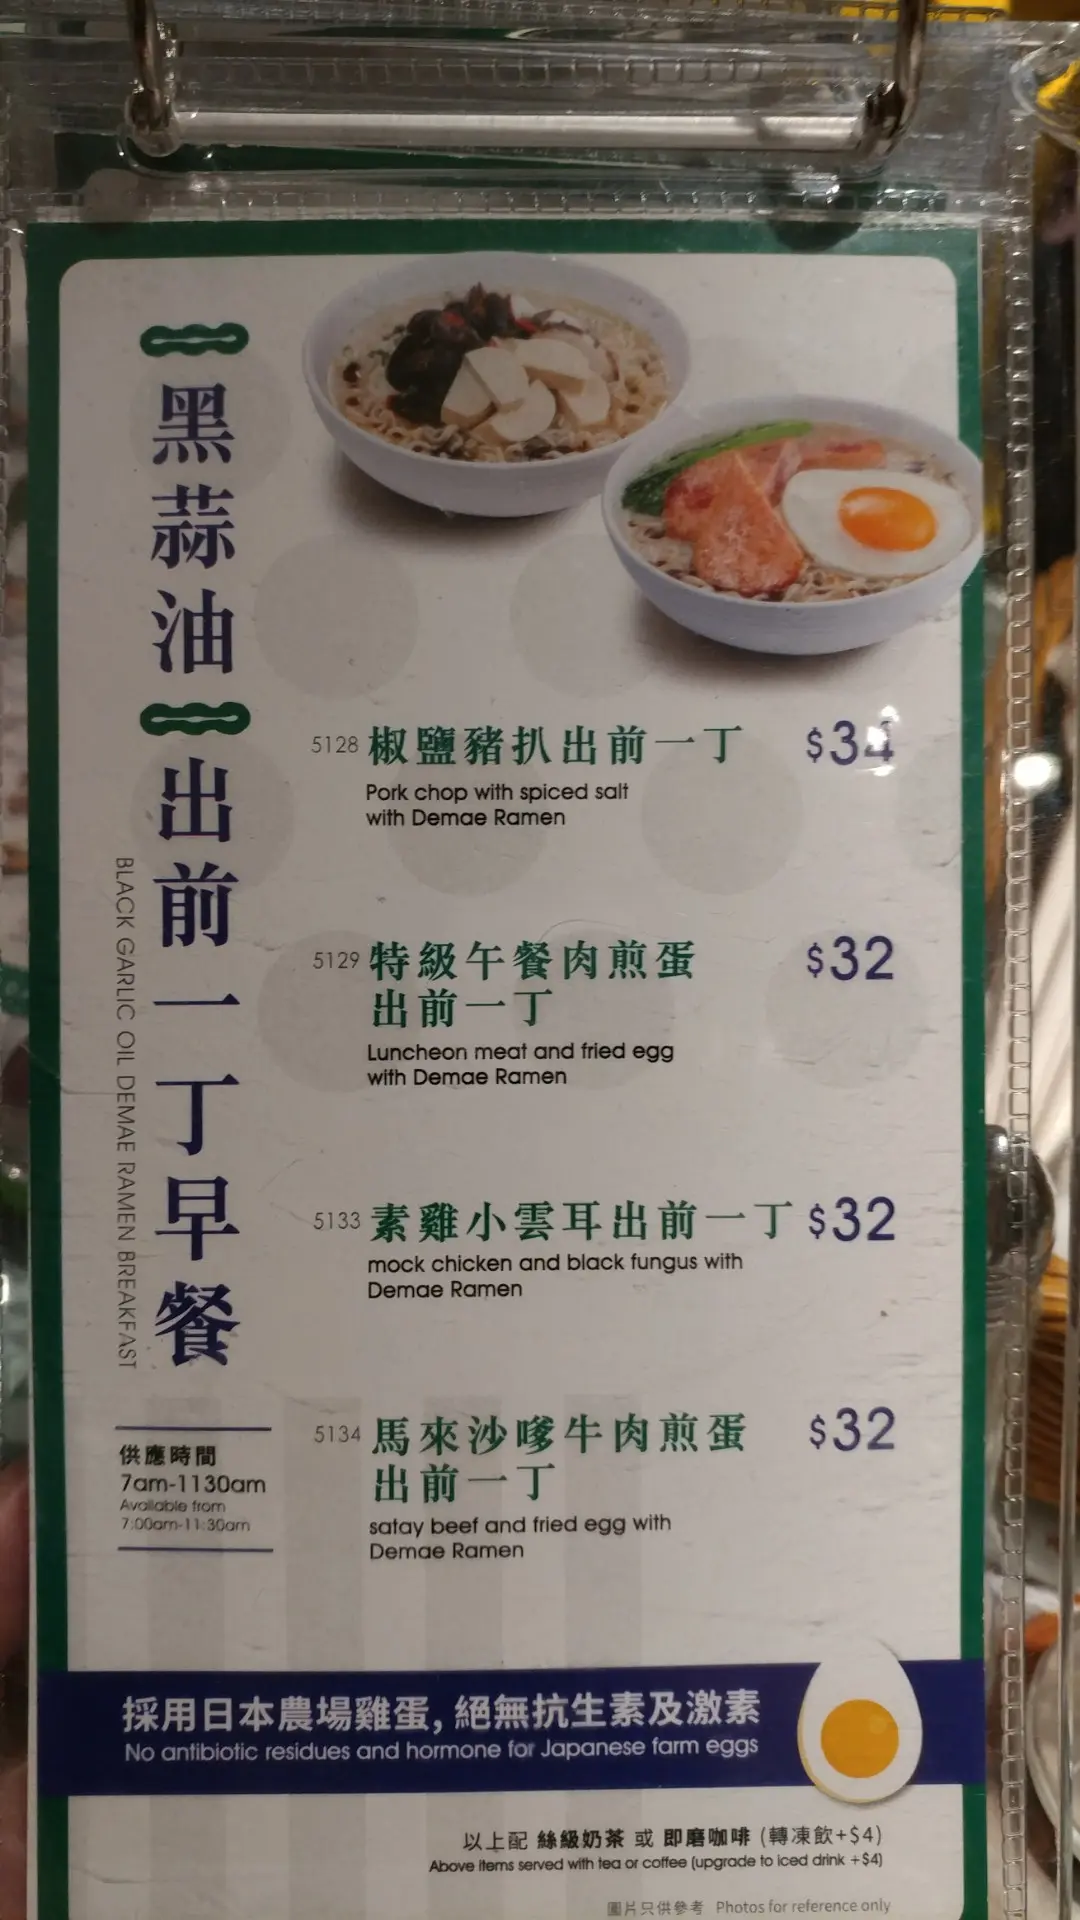 黑蒜油
出前一丁早餐
BLACK GARLIC OIL DEMAE RAMEN BREAKFAST
5128 椒鹽豬扒出前一丁 $34
Pork chop with spiced salt
with Demae Ramen
5129 特級午餐肉煎蛋 $32
出前一丁
Luncheon meat and fried egg
with Demae Ramen
5133 素雞小雲耳出前一丁 $32
mock chicken and black fungus with
Demae Ramen
5134 馬來沙嗲牛肉煎蛋 $32
出前一丁
satay beef and fried egg with
Demae Ramen
供應時間
7am-1130am
Available from
7:00am-11:30am
採用日本農場雞蛋, 絕無抗生素及激素
No antibiotic residues and hormone for Japanese farm eggs
以上配 絲級奶茶 或 即磨咖啡 (轉凍飲+$4)
Above items served with tea or coffee (upgrade to iced drink +$4)
圖片只供參考 Photos for reference only